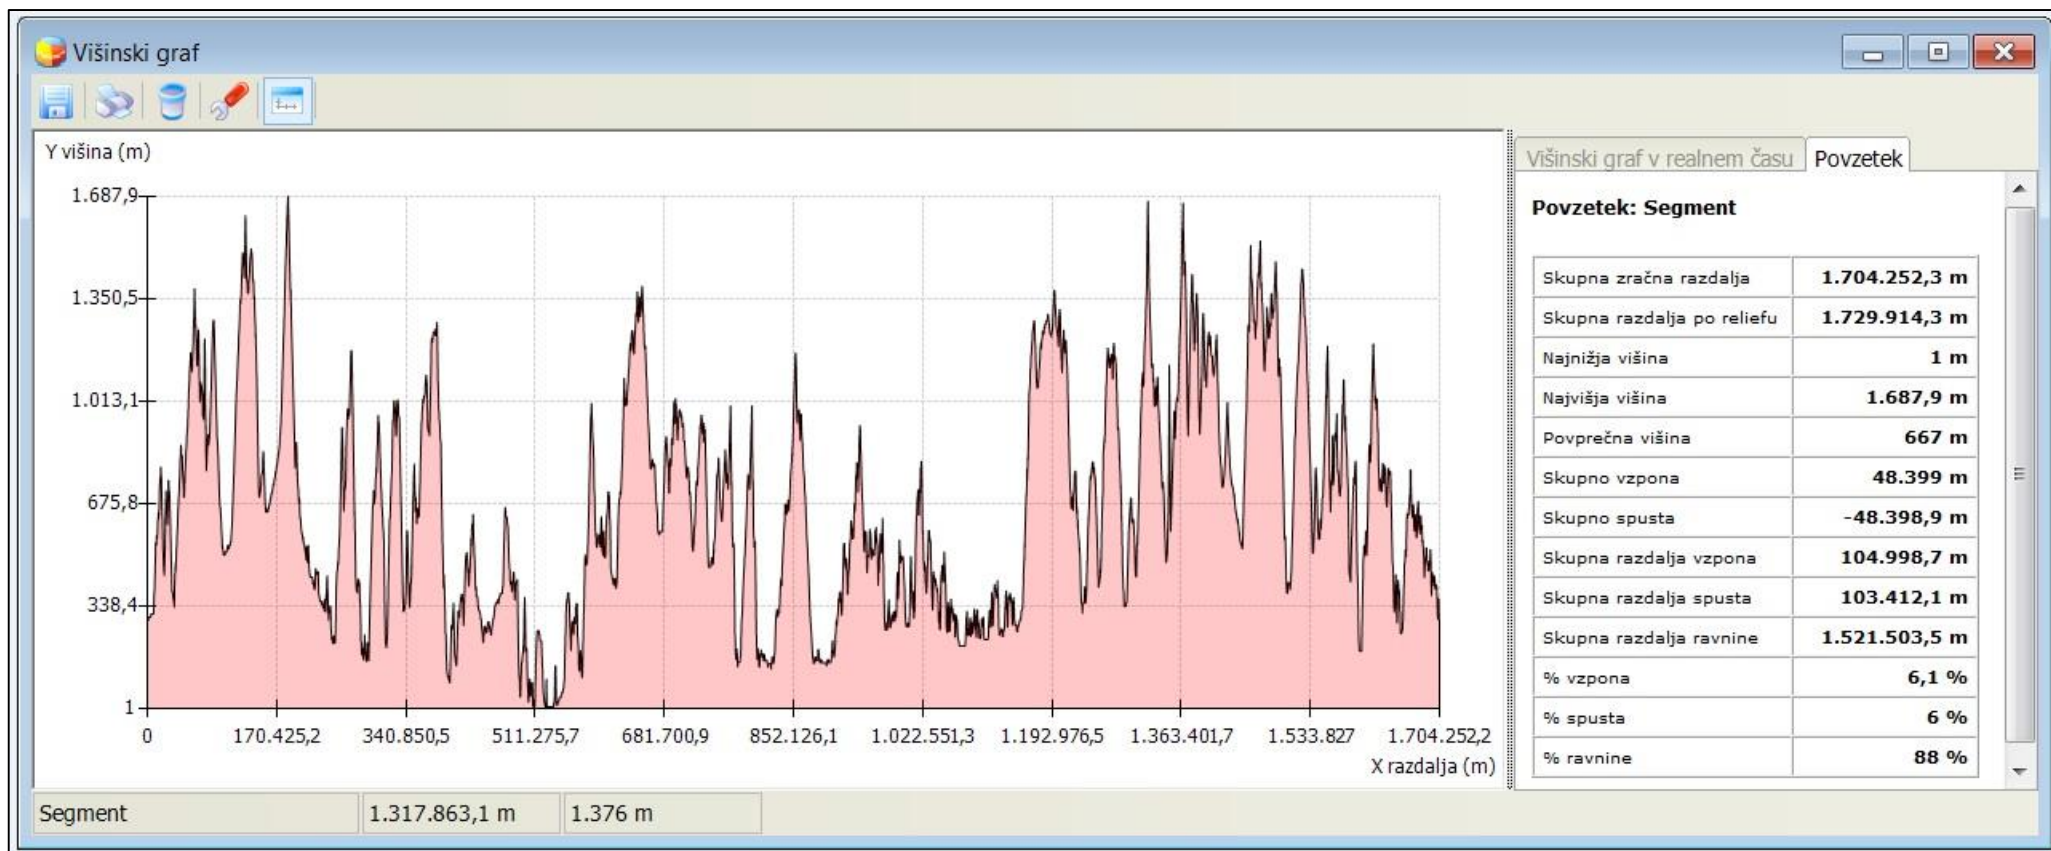 Višinski graf
Y višina (m)
1.687,9
1.350,5
1.013,1
675,8
338,4
1
0 170.425,2 340.850,5 511.275,7 681.700,9 852.126,1 1.022.551,3 1.192.976,5 1.363.401,7 1.533.827 1.704.252,2
X razdalja (m)
Višinski graf v realnem času Povzetek
Povzetek: Segment
Skupna zračna razdalja 1.704.252,3 m
Skupna razdalja po reliefu 1.729.914,3 m
Najnižja višina 1 m
Najvišja višina 1.687,9 m
Povprečna višina 667 m
Skupno vzpona 48.399 m
Skupno spusta -48.398,9 m
Skupna razdalja vzpona 104.998,7 m
Skupna razdalja spusta 103.412,1 m
Skupna razdalja ravnine 1.521.503,5 m
% vzpona 6,1 %
% spusta 6 %
% ravnine 88 %
Segment 1.317.863,1 m 1.376 m